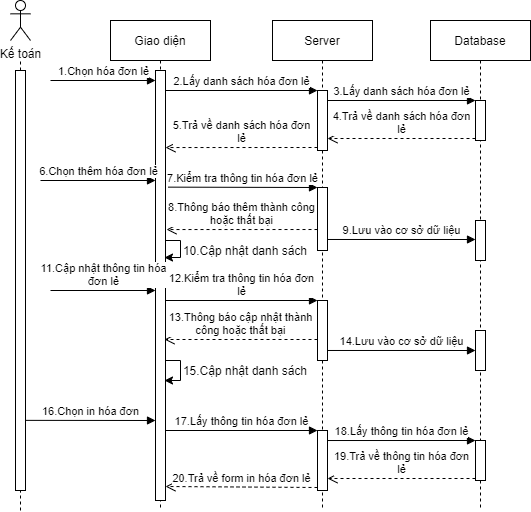 Kế toán
Giao diện
Server
Database
1.Chọn hóa đơn lẻ
2.Lấy danh sách hóa đơn lẻ
3.Lấy danh sách hóa đơn lẻ
4.Trả về danh sách hóa đơn
lẻ
5.Trả về danh sách hóa đơn
lẻ
6.Chọn thêm hóa đơn lẻ
7.Kiểm tra thông tin hóa đơn lẻ
8.Thông báo thêm thành công
hoặc thất bại
9.Lưu vào cơ sở dữ liệu
10.Cập nhật danh sách
11.Cập nhật thông tin hóa
đơn lẻ
12.Kiểm tra thông tin hóa đơn
lẻ
13.Thông báo cập nhật thành
công hoặc thất bại
14.Lưu vào cơ sở dữ liệu
15.Cập nhật danh sách
16.Chọn in hóa đơn
17.Lấy thông tin hóa đơn lẻ
18.Lấy thông tin hóa đơn lẻ
19.Trả về thông tin hóa đơn
lẻ
20.Trả về form in hóa đơn lẻ